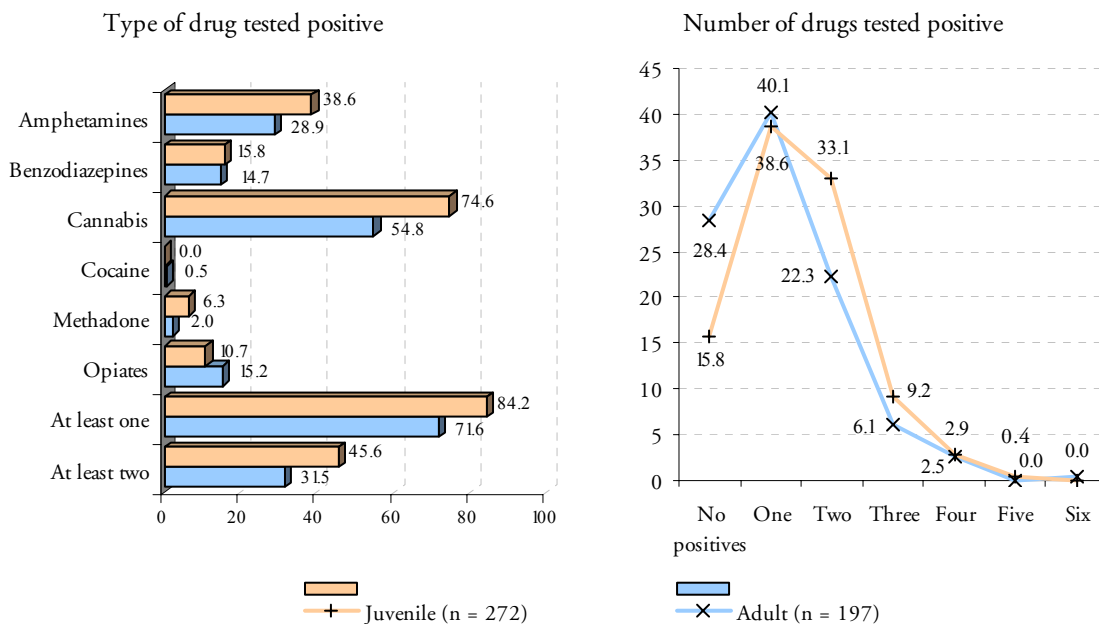 Type of drug tested positive
Amphetamines
38.6
28.9
Benzodiazepines
15.8
14.7
Cannabis
74.6
54.8
Cocaine
0.0
0.5
Methadone
6.3
2.0
Opiates
10.7
15.2
At least one
84.2
71.6
At least two
45.6
31.5
0 20 40 60 80 100
Number of drugs tested positive
45
40
35
30
25
20
15
10
5
0
40.1
38.6
33.1
28.4
22.3
15.8
9.2
6.1
2.9
2.5
0.4
0.0
0.0
No positives One Two Three Four Five Six
Juvenile (n = 272)
Adult (n = 197)